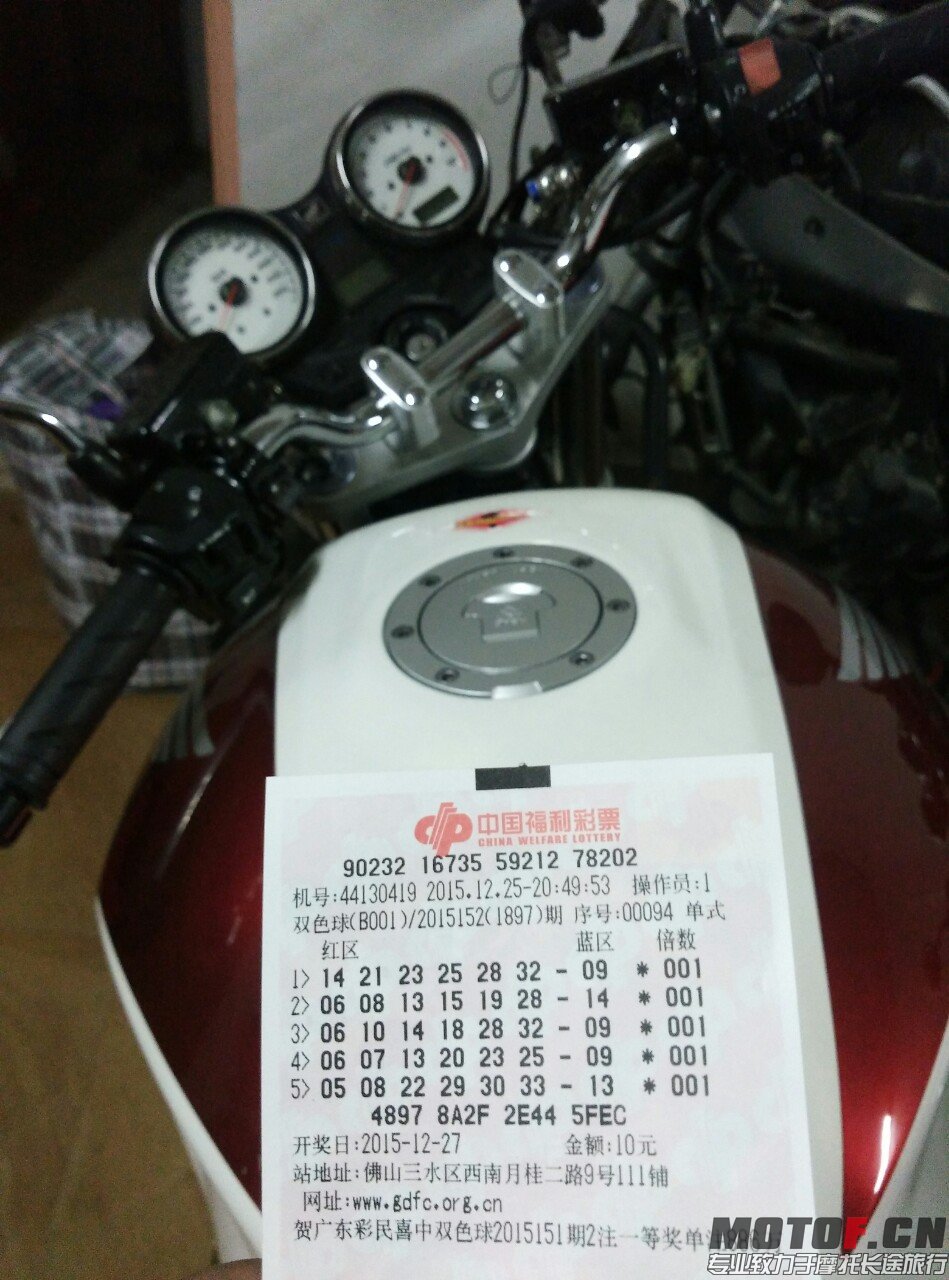 中国福利彩票
CHINA WELFARE LOTTERY
90232 16735 59212 78202
机号:44130419 2015.12.25-20:49:53 操作员:1
双色球(B001)/2015152(1897)期 序号:00094 单式
红区 蓝区 倍数
1> 14 21 23 25 28 32 - 09 * 001
2> 06 08 13 15 19 28 - 14 * 001
3> 06 10 14 18 28 32 - 09 * 001
4> 06 07 13 20 23 25 - 09 * 001
5> 05 08 22 29 30 33 - 13 * 001
4897 8A2F 2E44 5FEC
开奖日:2015-12-27 金额:10元
站地址:佛山三水区西南月桂二路9号111铺
网址:www.gdfc.org.cn
贺广东彩民喜中双色球2015151期2注一等奖单注
MOTOF.CN
专业致力于摩托长途旅行